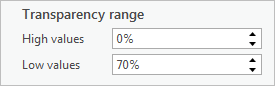 Transparency range
High values 0%
Low values 70%